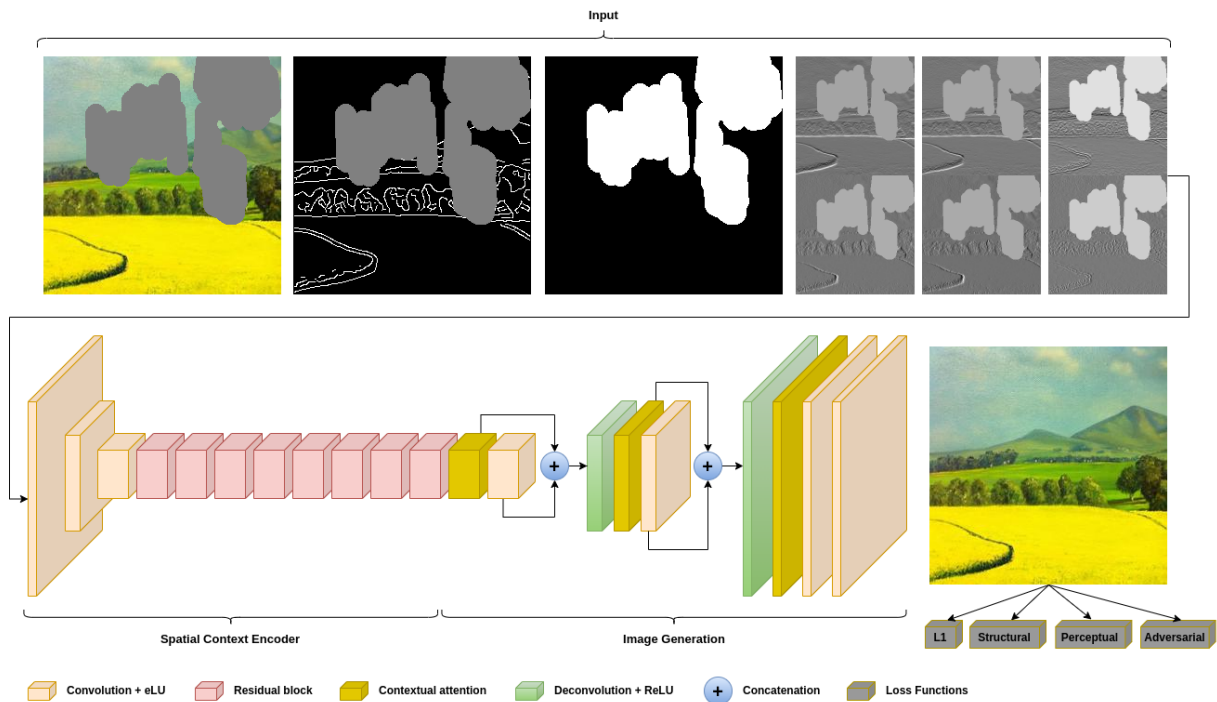 Input
+
+
Spatial Context Encoder
Image Generation
L1
Structural
Perceptual
Adversarial
Convolution + eLU
Residual block
Contextual attention
Deconvolution + ReLU
+
Concatenation
Loss Functions